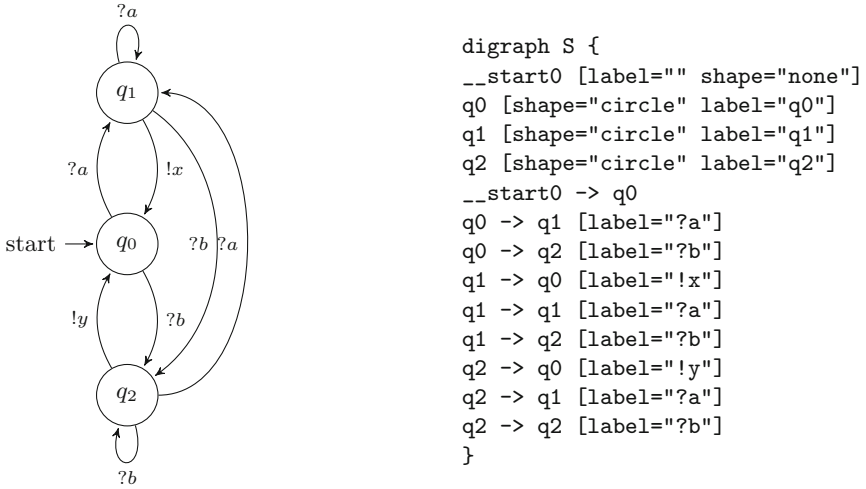 ?a
q1
?a
!x
start
q0
?b
?a
!y
?b
q2
?b
digraph S {
__start0 [label="" shape="none"]
q0 [shape="circle" label="q0"]
q1 [shape="circle" label="q1"]
q2 [shape="circle" label="q2"]
__start0 -> q0
q0 -> q1 [label="?a"]
q0 -> q2 [label="?b"]
q1 -> q0 [label="!x"]
q1 -> q1 [label="?a"]
q1 -> q2 [label="?b"]
q2 -> q0 [label="!y"]
q2 -> q1 [label="?a"]
q2 -> q2 [label="?b"]
}